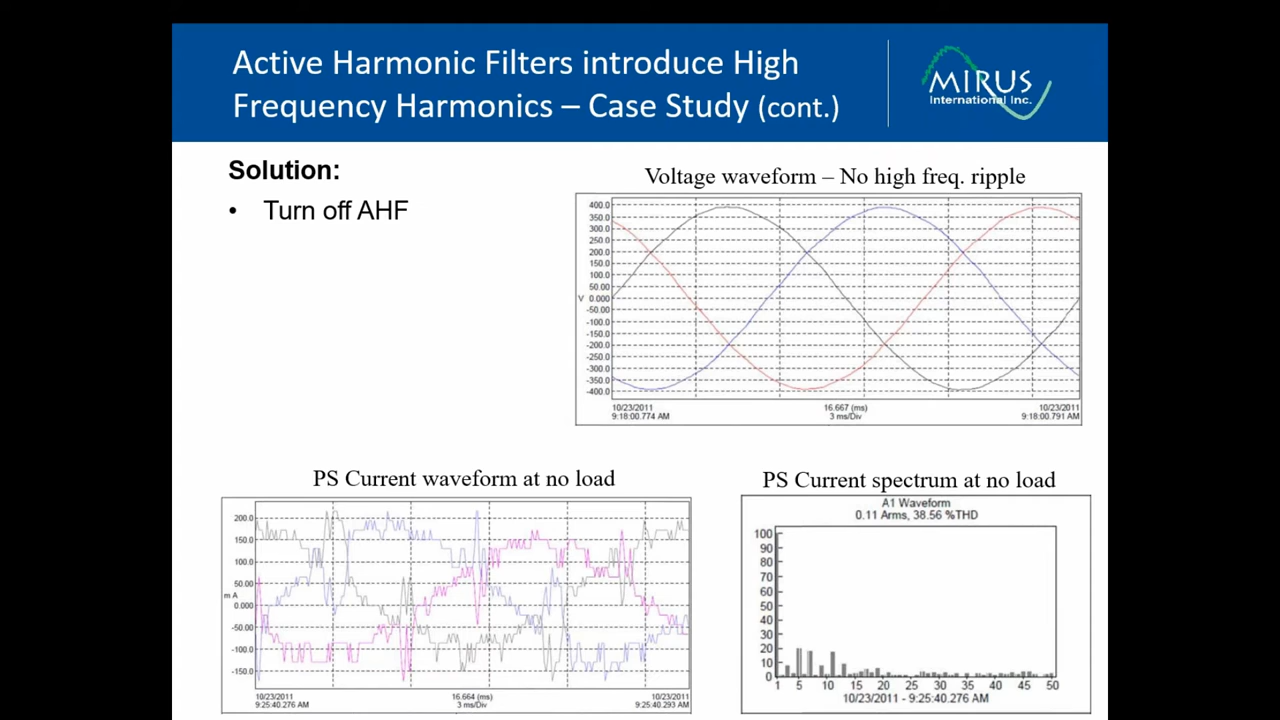 Active Harmonic Filters introduce High
Frequency Harmonics – Case Study (cont.)
MIRUS
International Inc.
Solution:
• Turn off AHF
Voltage waveform – No high freq. ripple
400.0
350.0
300.0
250.0
200.0
150.0
100.0
50.00
V 0.000
-50.00
-100.0
-150.0
-200.0
-250.0
-300.0
-350.0
-400.0
10/23/2011 16.667 (ms) 10/23/2011
9:18:00.774 AM 3 ms/Div 9:18:00.791 AM
PS Current waveform at no load
200.0
150.0
100.0
50.00
m A 0.000
-50.00
-100.0
-150.0
10/23/2011 16.664 (ms) 10/23/2011
9:25:40.276 AM 3 ms/Div 9:25:40.293 AM
PS Current spectrum at no load
A1 Waveform
0.11 Arms, 38.56 %THD
100
90
80
70
60
50
40
30
20
10
0
1 5 10 15 20 25 30 35 40 45 50
10/23/2011 - 9:25:40.276 AM